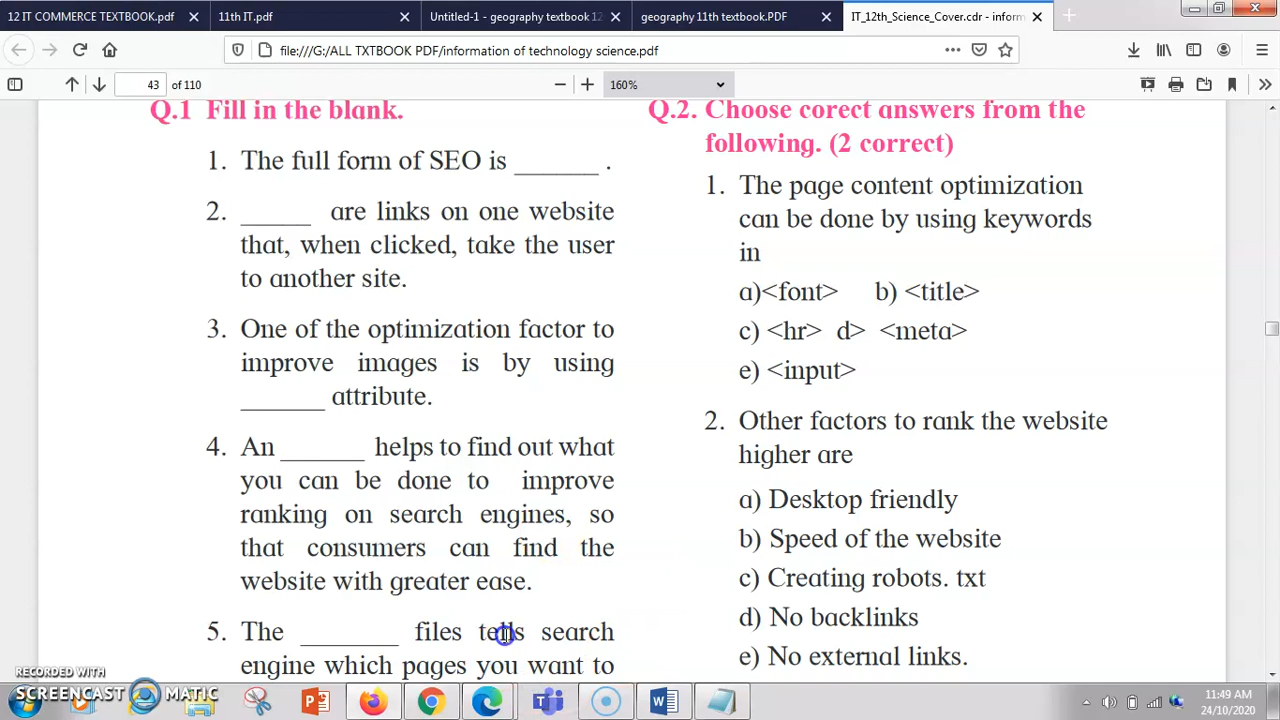 12 IT COMMERCE TEXTBOOK.pdf
11th IT.pdf
Untitled-1 - geography textbook 12
geography 11th textbook.PDF
IT_12th_Science_Cover.cdr - inform
file:///G:/ALL TXTBOOK PDF/information of technology science.pdf
43 of 110
160%
Q.1 Fill in the blank.
1. The full form of SEO is _______ .
2. ______ are links on one website
that, when clicked, take the user
to another site.
3. One of the optimization factor to
improve images is by using
_______ attribute.
4. An _______ helps to find out what
you can be done to improve
ranking on search engines, so
that consumers can find the
website with greater ease.
5. The ________ files tells search
engine which pages you want to
Q.2. Choose corect answers from the
following. (2 correct)
1. The page content optimization
can be done by using keywords
in
a)<font> b) <title>
c) <hr> d> <meta>
e) <input>
2. Other factors to rank the website
higher are
a) Desktop friendly
b) Speed of the website
c) Creating robots. txt
d) No backlinks
e) No external links.
RECORDED WITH
SCREENCAST MATIC
11:49 AM
24/10/2020